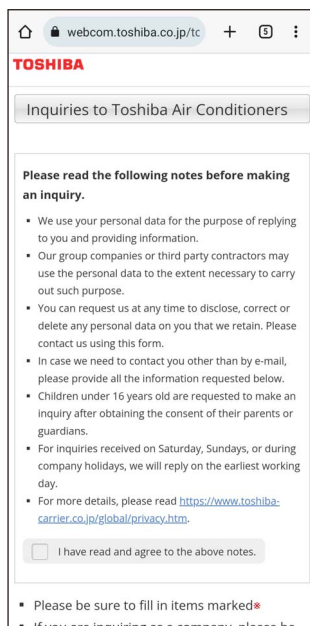 webcom.toshiba.co.jp/tc
5
TOSHIBA
Inquiries to Toshiba Air Conditioners
Please read the following notes before making
an inquiry.
▪ We use your personal data for the purpose of replying
to you and providing information.
▪ Our group companies or third party contractors may
use the personal data to the extent necessary to carry
out such purpose.
▪ You can request us at any time to disclose, correct or
delete any personal data on you that we retain. Please
contact us using this form.
▪ In case we need to contact you other than by e-mail,
please provide all the information requested below.
▪ Children under 16 years old are requested to make an
inquiry after obtaining the consent of their parents or
guardians.
▪ For inquiries received on Saturday, Sundays, or during
company holidays, we will reply on the earliest working
day.
▪ For more details, please read https://www.toshiba-
carrier.co.jp/global/privacy.htm.
I have read and agree to the above notes.
▪ Please be sure to fill in items marked※
▪ If you are inquiring as a company, please be